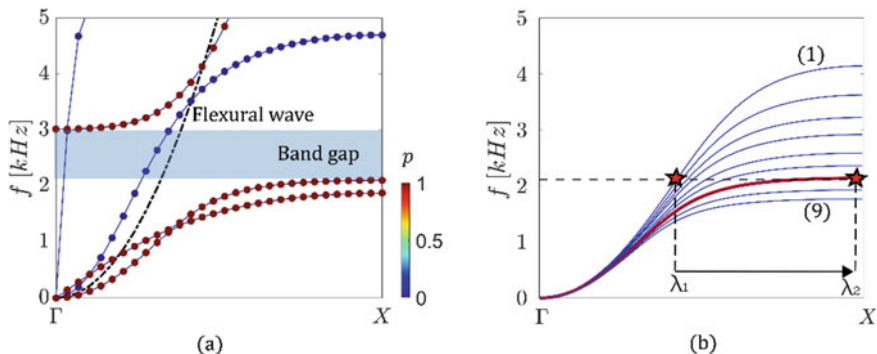 5
4
3
2
1
0
f [kHz]
Flexural wave
Band gap
p
1
0.5
0
Γ
X
(a)
5
4
3
2
1
0
f [kHz]
(1)
(9)
λ₁
λ₂
Γ
X
(b)